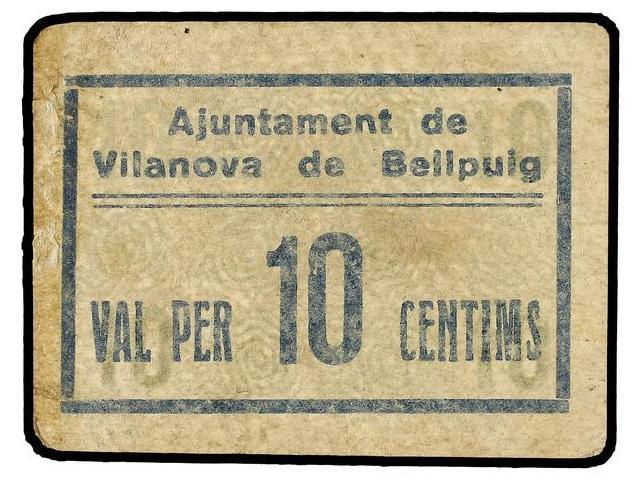 Ajuntament de
Vilanova de Bellpuig
VAL PER 10 CENTIMS